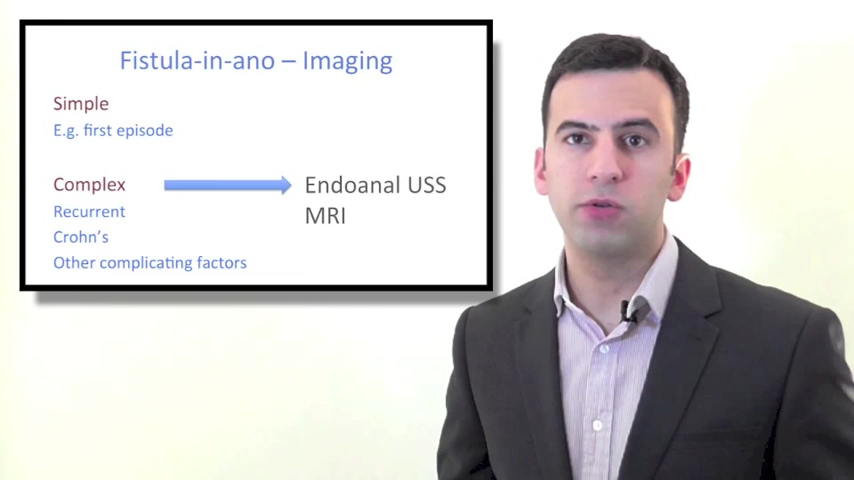 Fistula-in-ano – Imaging
Simple
E.g. first episode
Complex
Endoanal USS
Recurrent
MRI
Crohn's
Other complicating factors